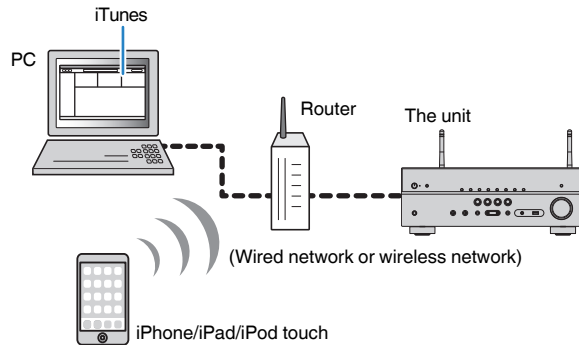 iTunes
PC
Router
The unit
(Wired network or wireless network)
iPhone/iPad/iPod touch